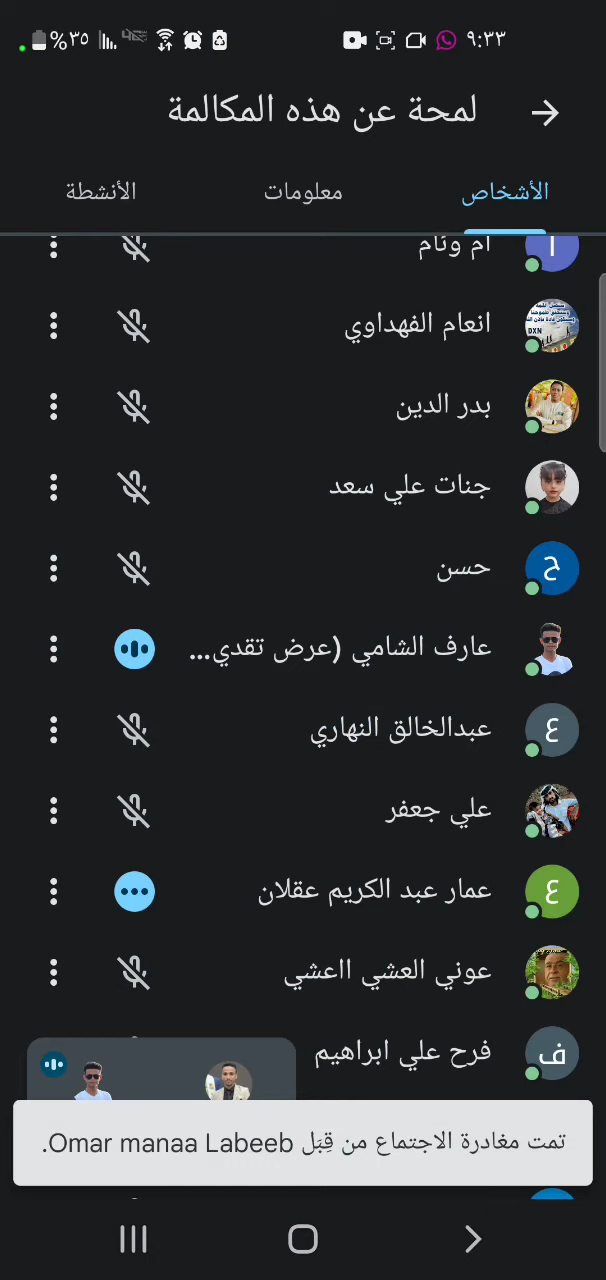 ٩:٣٣
%٣٥
لمحة عن هذه المكالمة
الأشخاص
معلومات
الأنشطة
ام وئام
انعام الفهداوي
DXN
بدر الدين
جنات علي سعد
ح
حسن
عارف الشامي (عرض تقدي...
ع
عبدالخالق النهاري
علي جعفر
ع
عمار عبد الكريم عقلان
عوني العشي ااعشي
ف
فرح علي ابراهيم
تمت مغادرة الاجتماع من قِبَل Omar manaa Labeeb.